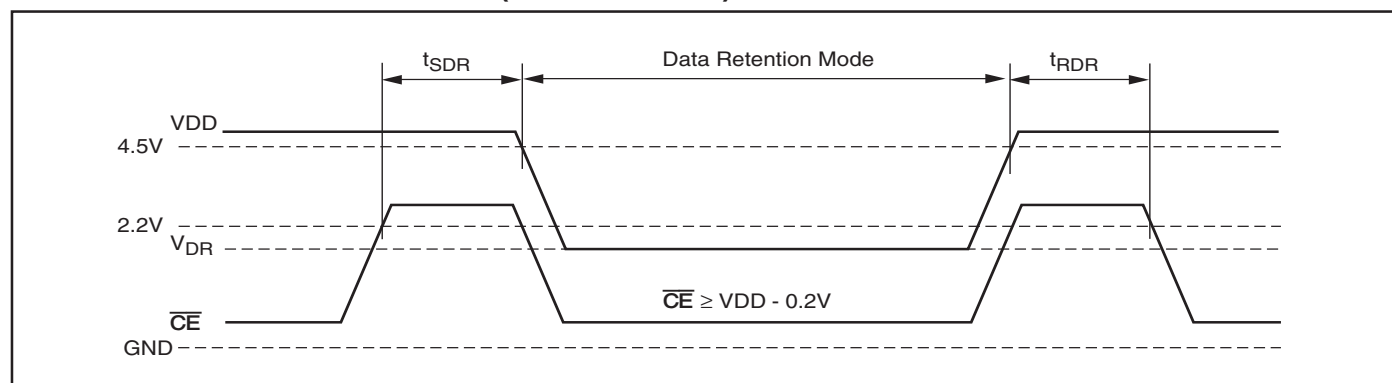 tSDR Data Retention Mode tRDR
VDD
4.5V
2.2V
VDR
CE ≥ VDD - 0.2V
CE
GND